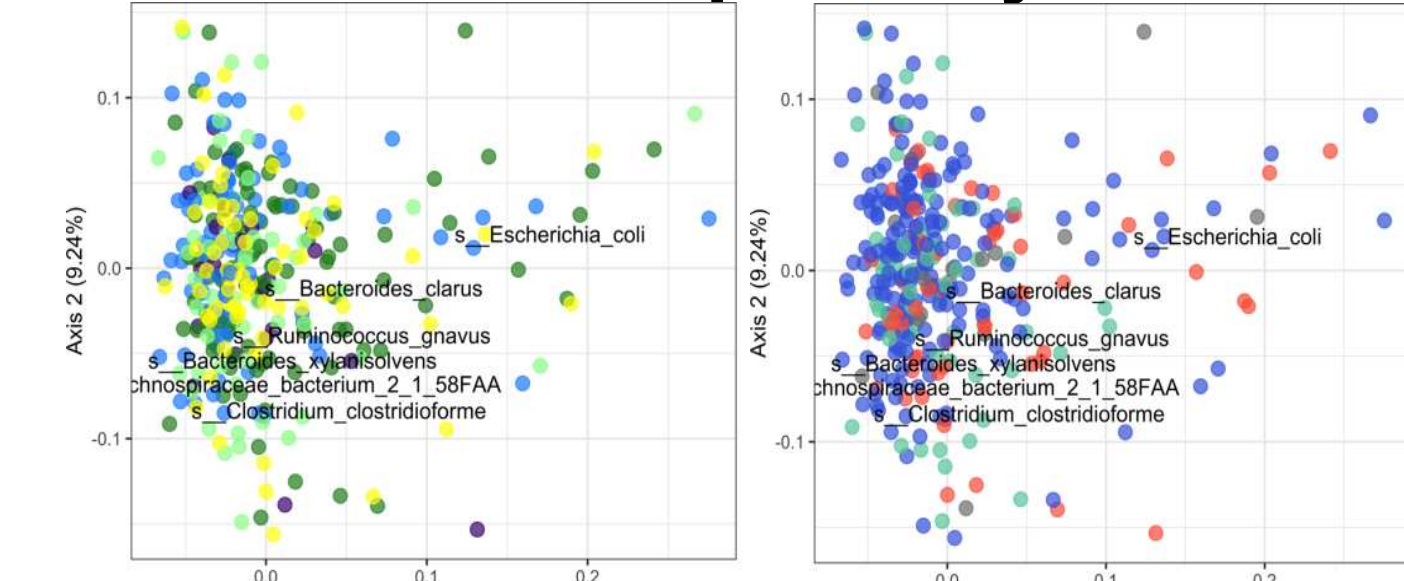 0.1
0.0
-0.1
Axis 2 (9.24%)
s__Escherichia_coli
s__Bacteroides_clarus
s__Ruminococcus_gnavus
s__Bacteroides_xylanisolvens
chnospiraceae_bacterium_2_1_58FAA
s__Clostridium_clostridioforme
0.0 0.1 0.2
0.1
0.0
-0.1
Axis 2 (9.24%)
s__Escherichia_coli
s__Bacteroides_clarus
s__Ruminococcus_gnavus
s__Bacteroides_xylanisolvens
chnospiraceae_bacterium_2_1_58FAA
s__Clostridium_clostridioforme
0.0 0.1 0.2